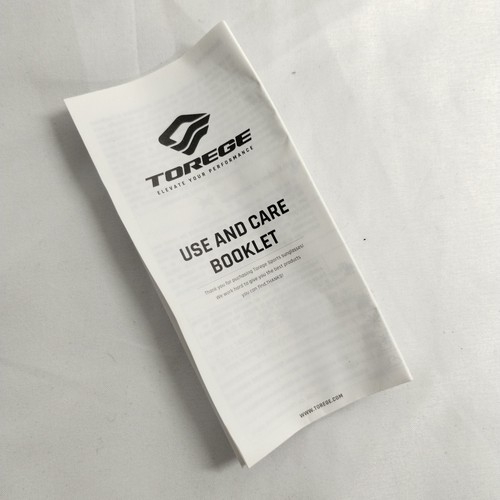 TOREGE
ELEVATE YOUR PERFORMANCE
USE AND CARE
BOOKLET
Thank you for purchasing Torege Sports sunglasses!
We work hard to give you the best products
you can find.
WWW.TOREGE.COM